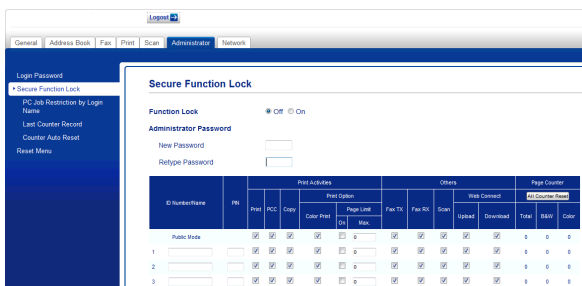 Logout
General Address Book Fax Print Scan Administrator Network
Login Password
Secure Function Lock
PC Job Restriction by Login
Name
Last Counter Record
Counter Auto Reset
Reset Menu
Secure Function Lock
Function Lock Off On
Administrator Password
New Password
Retype Password
Print Activities Others Page Counter
Print Option Web Connect All Counter Reset
ID Number/Name PIN Print PCC Copy Color Print Page Limit Fax TX Fax RX Scan Upload Download Total B&W Color
On Max.
Public Mode 0 0 0 0
1 0 0 0 0
2 0 0 0 0
3 0 0 0 0